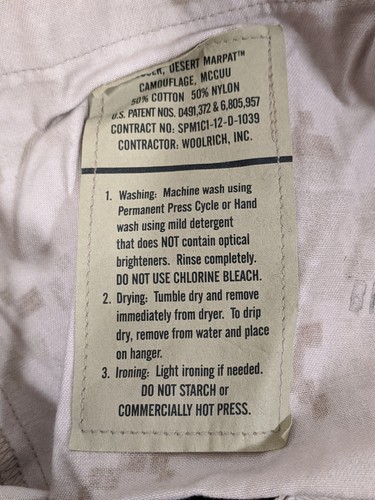 DESERT MARPAT™
CAMOUFLAGE, MCCUU
50% COTTON 50% NYLON
U.S. PATENT NOS. D491,372 & 6,805,957
CONTRACT NO: SPM1C1-12-D-1039
CONTRACTOR: WOOLRICH, INC.
1. Washing: Machine wash using
Permanent Press Cycle or Hand
wash using mild detergent
that does NOT contain optical
brighteners. Rinse completely.
DO NOT USE CHLORINE BLEACH.
2. Drying: Tumble dry and remove
immediately from dryer. To drip
dry, remove from water and place
on hanger.
3. Ironing: Light ironing if needed.
DO NOT STARCH or
COMMERCIALLY HOT PRESS.